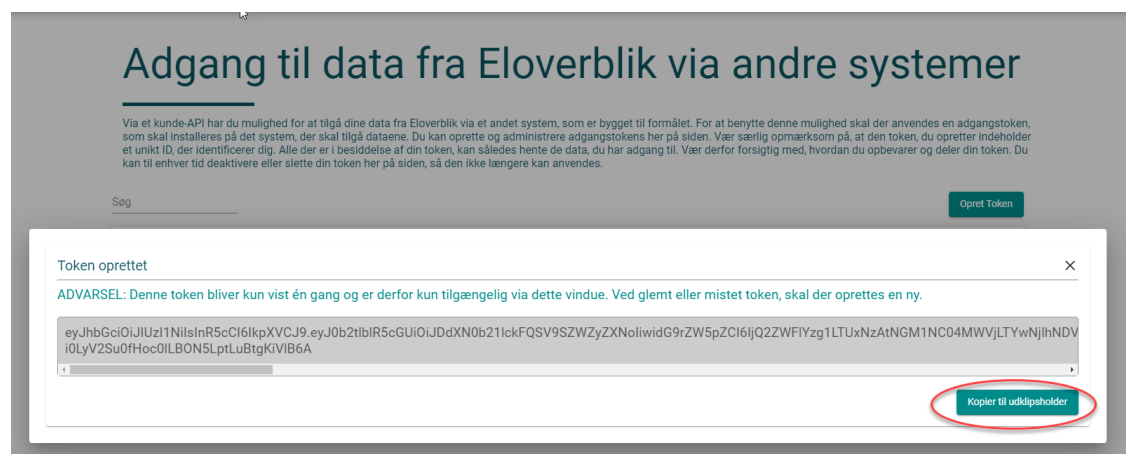 Adgang til data fra Eloverblik via andre systemer
Via et kunde-API har du mulighed for at tilgå dine data fra Eloverblik via et andet system, som er bygget til formålet. For at benytte denne mulighed skal der anvendes en adgangstoken,
som skal installeres på det system, der skal tilgå dataene. Du kan oprette og administrere adgangstokens her på siden. Vær særlig opmærksom på, at den token, du opretter indeholder
et unikt ID, der identificerer dig. Alle der er i besiddelse af din token, kan således hente de data, du har adgang til. Vær derfor forsigtig med, hvordan du opbevarer og deler din token. Du
kan til enhver tid deaktivere eller slette din token her på siden, så den ikke længere kan anvendes.
Søg
Opret Token
Token oprettet
ADVARSEL: Denne token bliver kun vist én gang og er derfor kun tilgængelig via dette vindue. Ved glemt eller mistet token, skal der oprettes en ny.
Kopier til udklipsholder